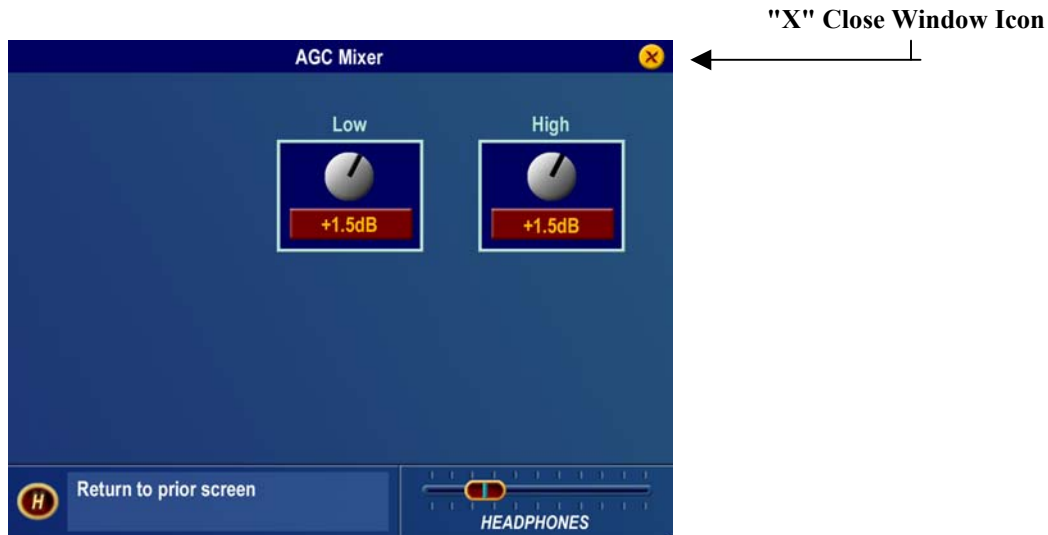 "X" Close Window Icon
AGC Mixer
Low High
+1.5dB +1.5dB
H Return to prior screen
HEADPHONES